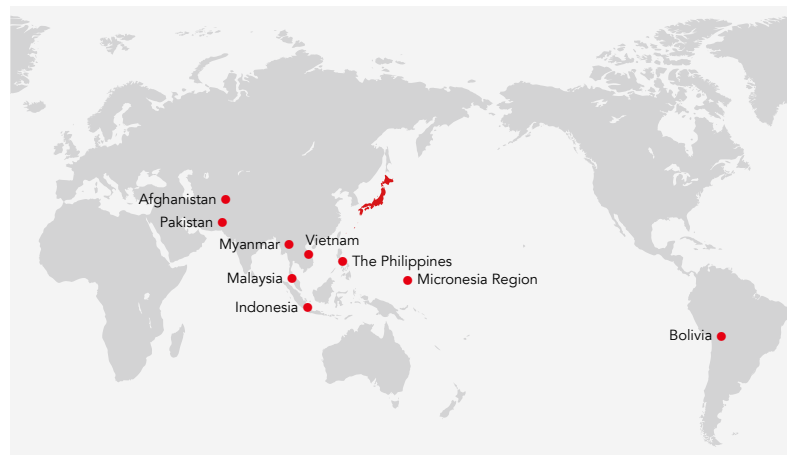 Afghanistan
Pakistan
Myanmar
Vietnam
The Philippines
Malaysia
Micronesia Region
Indonesia
Bolivia